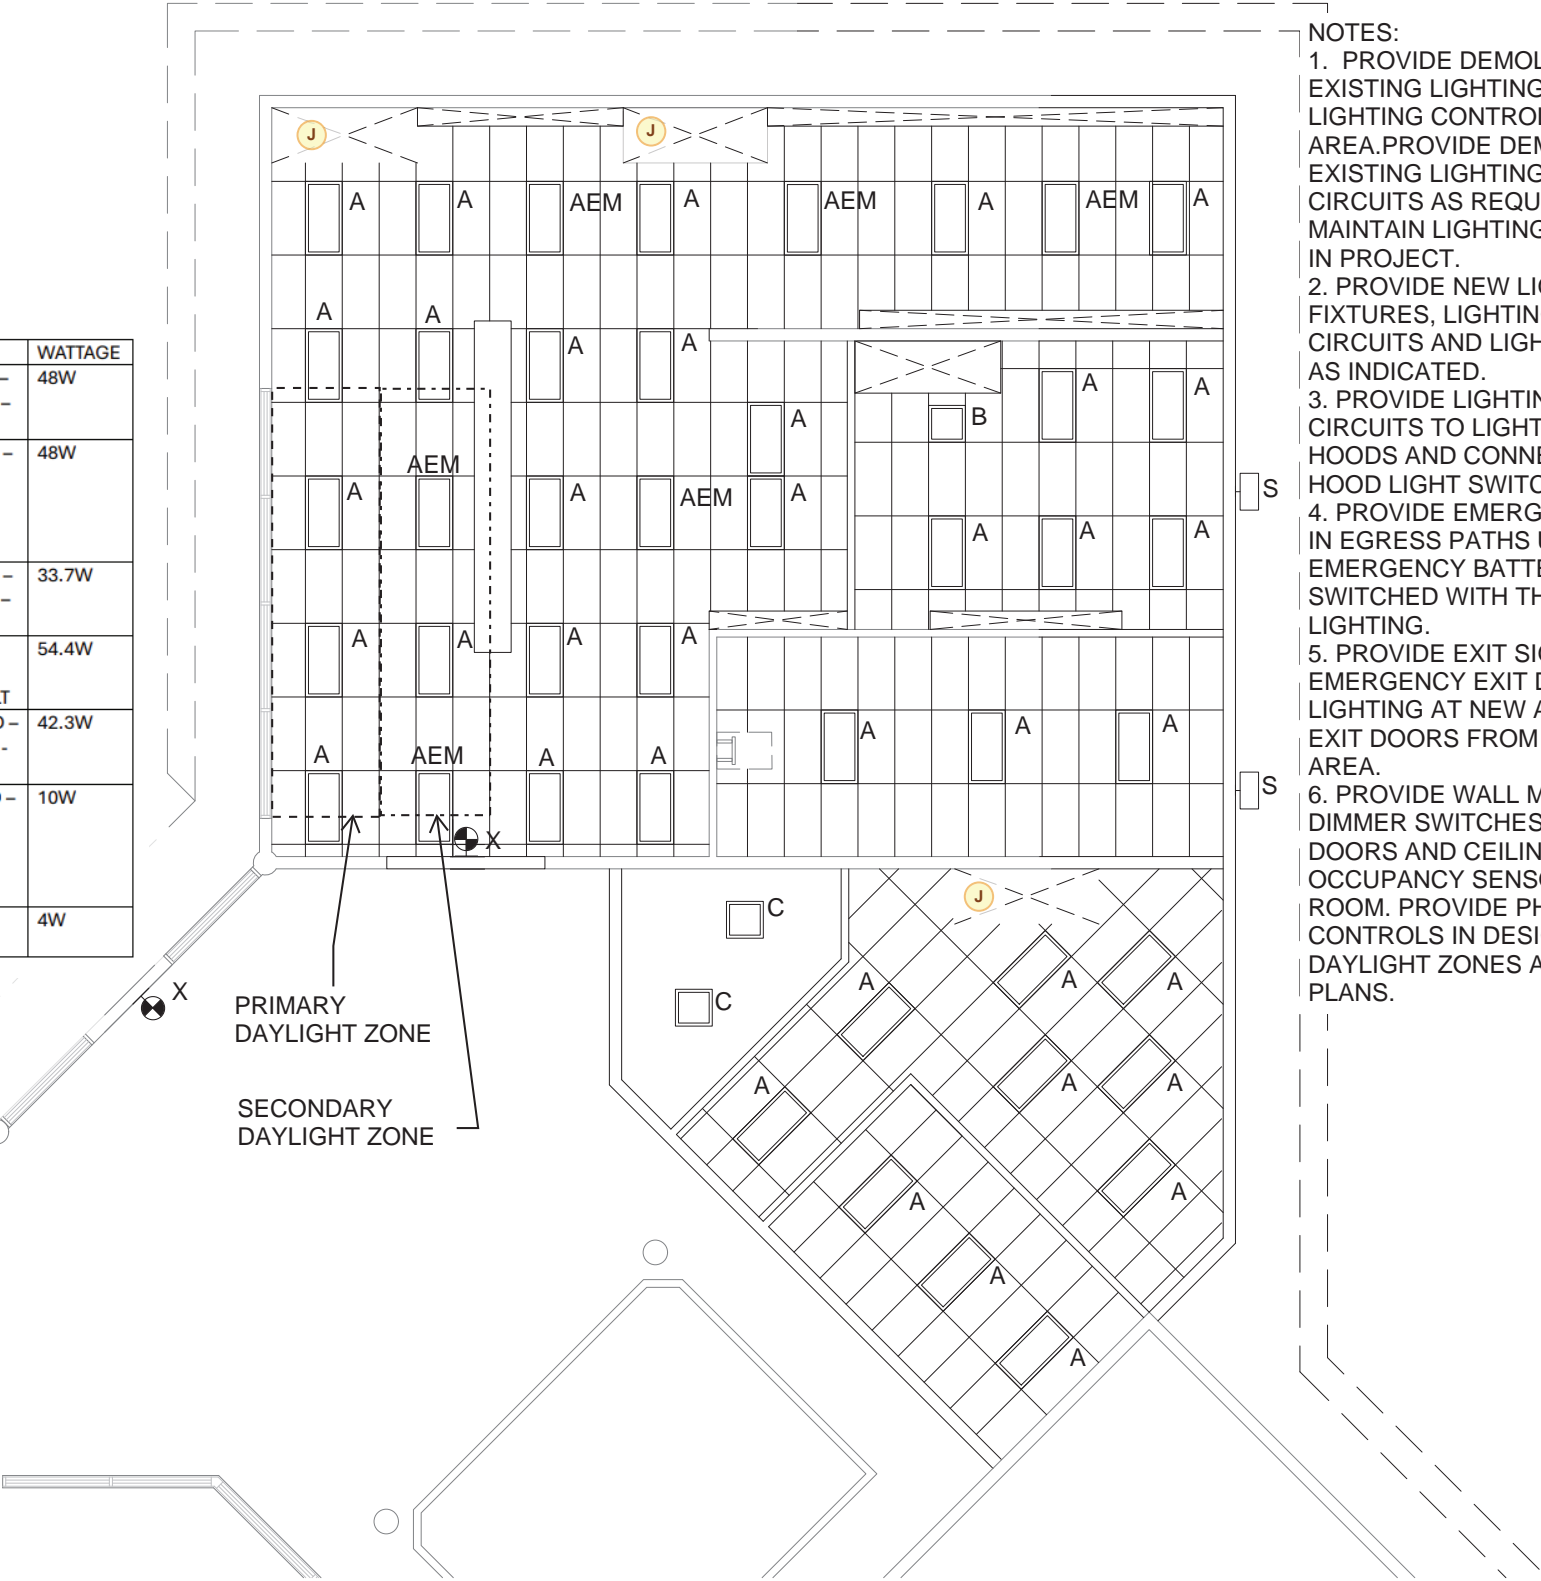 NOTES:
1. PROVIDE DEMOL
EXISTING LIGHTING
LIGHTING CONTROL
AREA.PROVIDE DEM
EXISTING LIGHTING
CIRCUITS AS REQU
MAINTAIN LIGHTING
IN PROJECT.
2. PROVIDE NEW LIG
FIXTURES, LIGHTIN
CIRCUITS AND LIGH
AS INDICATED.
3. PROVIDE LIGHTIN
CIRCUITS TO LIGHT
HOODS AND CONNE
HOOD LIGHT SWITC
4. PROVIDE EMERG
IN EGRESS PATHS U
EMERGENCY BATTE
SWITCHED WITH TH
LIGHTING.
5. PROVIDE EXIT SIG
EMERGENCY EXIT D
LIGHTING AT NEW A
EXIT DOORS FROM
AREA.
6. PROVIDE WALL M
DIMMER SWITCHES
DOORS AND CEILIN
OCCUPANCY SENSO
ROOM. PROVIDE PH
CONTROLS IN DESI
DAYLIGHT ZONES A
PLANS.
WATTAGE
– 48W
–
– 48W
– 33.7W
–
54.4W
LT
D – 42.3W
-
D – 10W
4W
J J
A A AEM A AEM A AEM A
A A A A
A A
B
A
AEM
A A AEM A
S
A A A
A A A A
A A A
A AEM A A
S
X
J
C
C
X
A A A
A A A
A
A
A
A
A
PRIMARY
DAYLIGHT ZONE
SECONDARY
DAYLIGHT ZONE